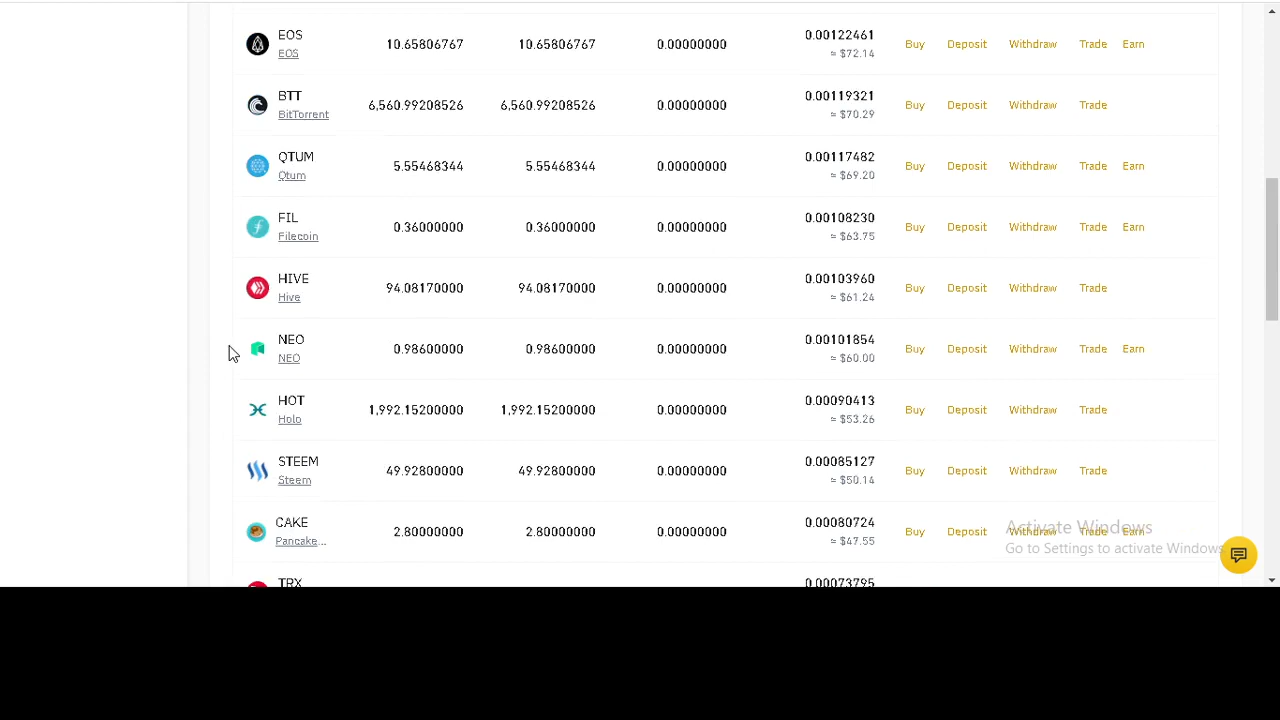 EOS 10.65806767 10.65806767 0.00000000 0.00122461 Buy Deposit Withdraw Trade Earn
EOS ≈ $72.14
BTT 6,560.99208526 6,560.99208526 0.00000000 0.00119321 Buy Deposit Withdraw Trade
BitTorrent ≈ $70.29
QTUM 5.55468344 5.55468344 0.00000000 0.00117482 Buy Deposit Withdraw Trade Earn
Qtum ≈ $69.20
FIL 0.36000000 0.36000000 0.00000000 0.00108230 Buy Deposit Withdraw Trade Earn
Filecoin ≈ $63.75
HIVE 94.08170000 94.08170000 0.00000000 0.00103960 Buy Deposit Withdraw Trade
Hive ≈ $61.24
NEO 0.98600000 0.98600000 0.00000000 0.00101854 Buy Deposit Withdraw Trade Earn
NEO ≈ $60.00
HOT 1,992.15200000 1,992.15200000 0.00000000 0.00090413 Buy Deposit Withdraw Trade
Holo ≈ $53.26
STEEM 49.92800000 49.92800000 0.00000000 0.00085127 Buy Deposit Withdraw Trade
Steem ≈ $50.14
CAKE 2.80000000 2.80000000 0.00000000 0.00080724 Buy Deposit Withdraw Trade Earn
Pancake... ≈ $47.55
Activate Windows
Go to Settings to activate Windows.
TRX 0.00073795